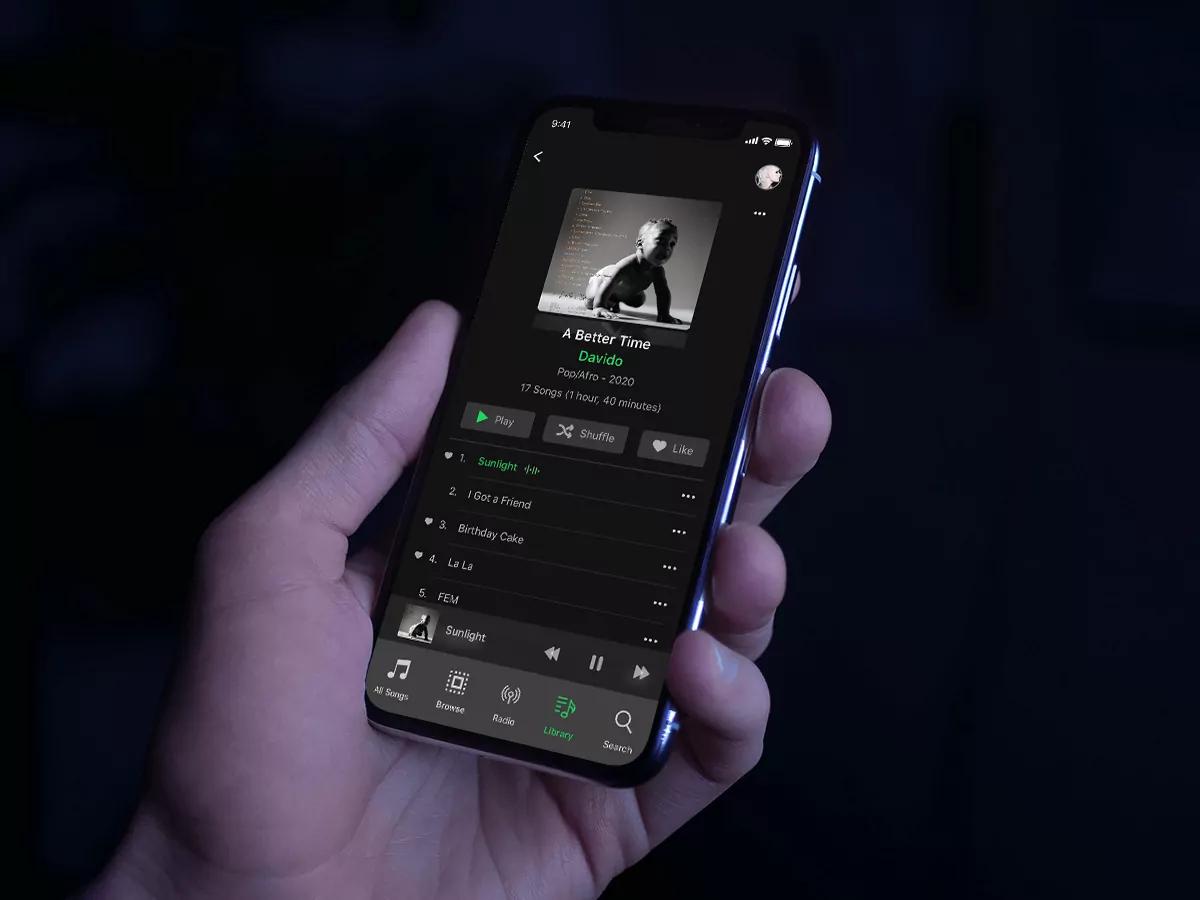 9:41
A Better Time
Davido
Pop/Afro - 2020
17 Songs (1 hour, 40 minutes)
Play
Shuffle
Like
1. Sunlight
2. I Got a Friend
3. Birthday Cake
4. La La
5. FEM
Sunlight
All Songs
Browse
Radio
Library
Search